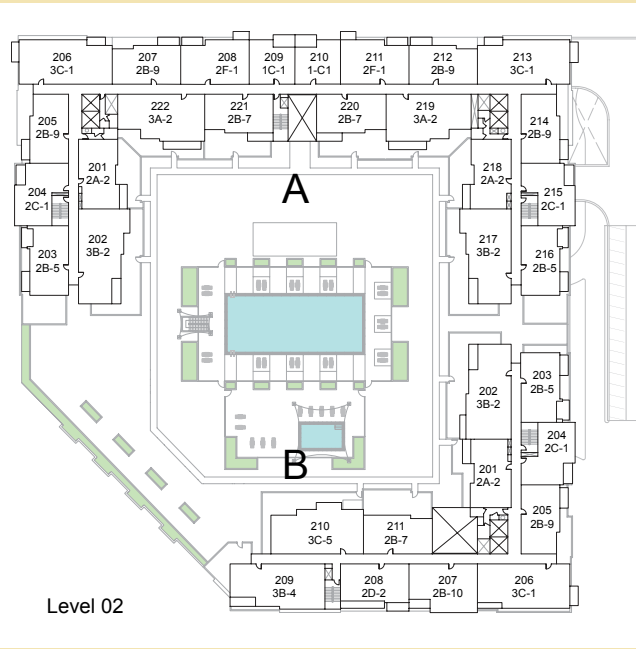 206
3C-1
207
2B-9
208
2F-1
209
1C-1
210
1-C1
211
2F-1
212
2B-9
213
3C-1
222
3A-2
221
2B-7
220
2B-7
219
3A-2
205
2B-9
214
2B-9
201
2A-2
218
2A-2
204
2C-1
215
2C-1
A
202
3B-2
217
3B-2
203
2B-5
216
2B-5
202
3B-2
203
2B-5
204
2C-1
B
201
2A-2
205
2B-9
210
3C-5
211
2B-7
209
3B-4
208
2D-2
207
2B-10
206
3C-1
Level 02